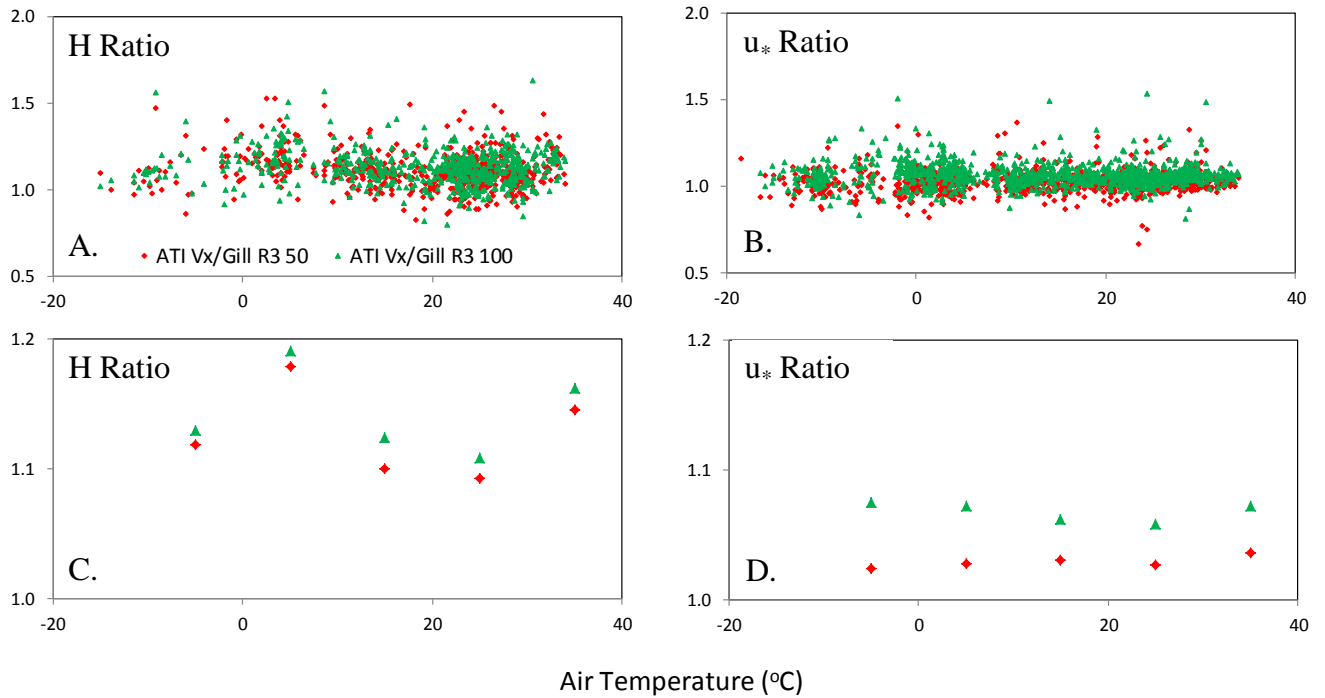 2.0
H Ratio
1.5
1.0
A.
ATI Vx/Gill R3 50 ATI Vx/Gill R3 100
0.5
-20 0 20 40
2.0
u* Ratio
1.5
1.0
B.
0.5
-20 0 20 40
1.2
H Ratio
1.1
C.
1.0
-20 0 20 40
1.2
u* Ratio
1.1
D.
1.0
-20 0 20 40
Air Temperature (°C)